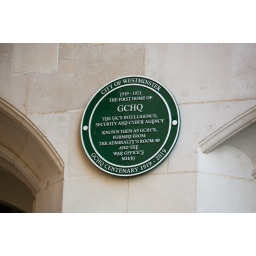 CITY OF WESTMINSTER
1919 - 1921
THE FIRST HOME OF
GCHQ
THE UK'S INTELLIGENCE,
SECURITY AND CYBER AGENCY
KNOWN THEN AS GC&CS,
FORMED FROM
THE ADMIRALTY'S ROOM 40
AND THE
WAR OFFICE'S
MI1(b)
GCHQ CENTENARY 1919 - 2019